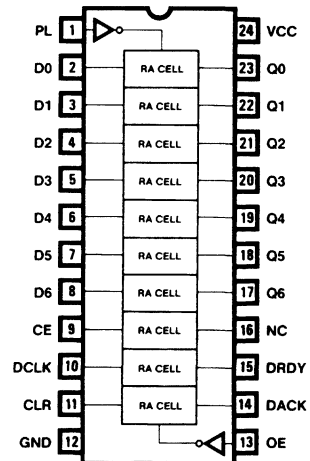 PL 1 24 VCC
D0 2 RA CELL 23 Q0
D1 3 RA CELL 22 Q1
D2 4 RA CELL 21 Q2
D3 5 RA CELL 20 Q3
D4 6 RA CELL 19 Q4
D5 7 RA CELL 18 Q5
D6 8 RA CELL 17 Q6
CE 9 RA CELL 16 NC
DCLK 10 RA CELL 15 DRDY
CLR 11 RA CELL 14 DACK
GND 12 13 OE